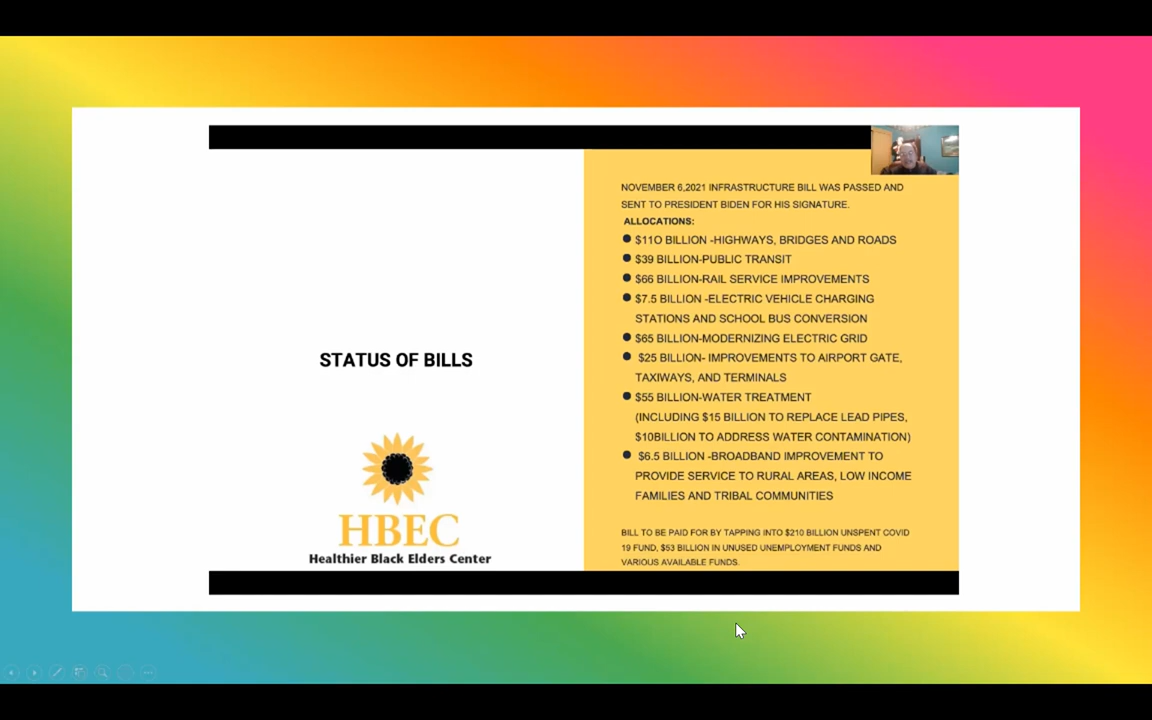 STATUS OF BILLS
HBEC
Healthier Black Elders Center
NOVEMBER 6,2021 INFRASTRUCTURE BILL WAS PASSED AND
SENT TO PRESIDENT BIDEN FOR HIS SIGNATURE.
ALLOCATIONS:
● $11O BILLION -HIGHWAYS, BRIDGES AND ROADS
● $39 BILLION-PUBLIC TRANSIT
● $66 BILLION-RAIL SERVICE IMPROVEMENTS
● $7.5 BILLION -ELECTRIC VEHICLE CHARGING
STATIONS AND SCHOOL BUS CONVERSION
● $65 BILLION-MODERNIZING ELECTRIC GRID
● $25 BILLION- IMPROVEMENTS TO AIRPORT GATE,
TAXIWAYS, AND TERMINALS
● $55 BILLION-WATER TREATMENT
(INCLUDING $15 BILLION TO REPLACE LEAD PIPES,
$10BILLION TO ADDRESS WATER CONTAMINATION)
● $6.5 BILLION -BROADBAND IMPROVEMENT TO
PROVIDE SERVICE TO RURAL AREAS, LOW INCOME
FAMILIES AND TRIBAL COMMUNITIES
BILL TO BE PAID FOR BY TAPPING INTO $210 BILLION UNSPENT COVID
19 FUND, $53 BILLION IN UNUSED UNEMPLOYMENT FUNDS AND
VARIOUS AVAILABLE FUNDS.